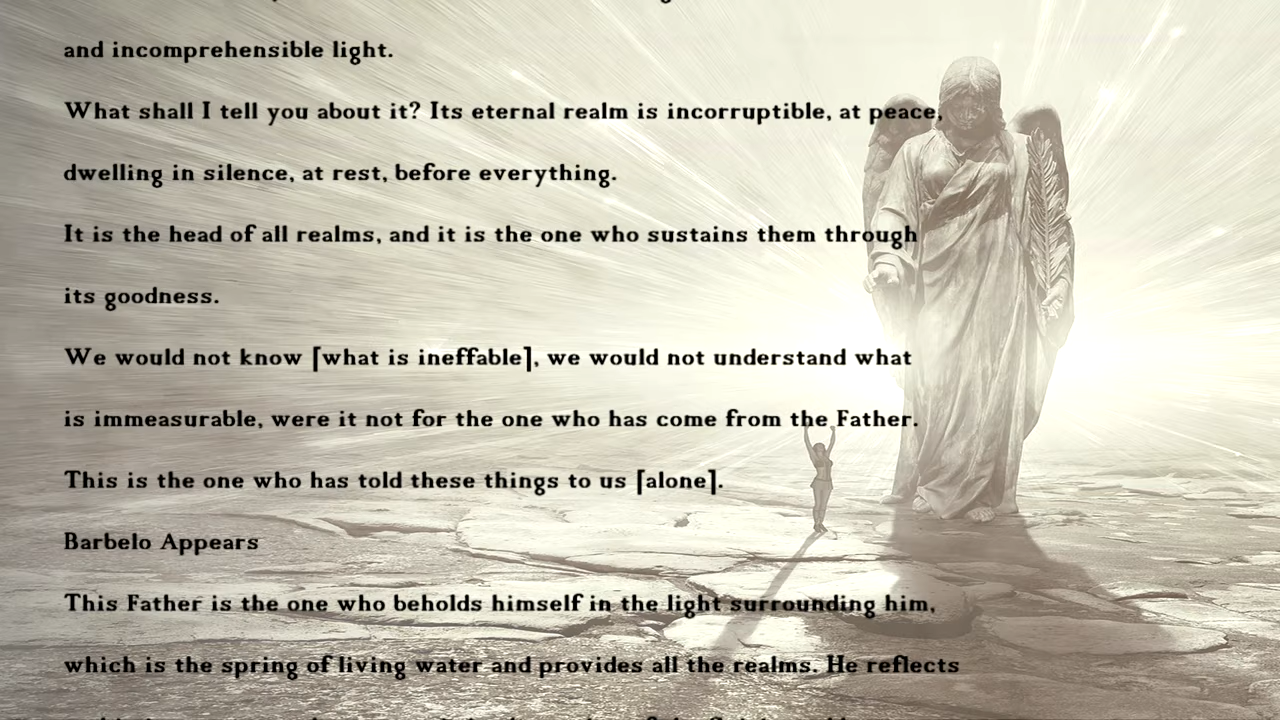 and incomprehensible light.
What shall I tell you about it? Its eternal realm is incorruptible, at peace,
dwelling in silence, at rest, before everything.
It is the head of all realms, and it is the one who sustains them through
its goodness.
We would not know [what is ineffable], we would not understand what
is immeasurable, were it not for the one who has come from the Father.
This is the one who has told these things to us [alone].
Barbelo Appears
This Father is the one who beholds himself in the light surrounding him,
which is the spring of living water and provides all the realms. He reflects